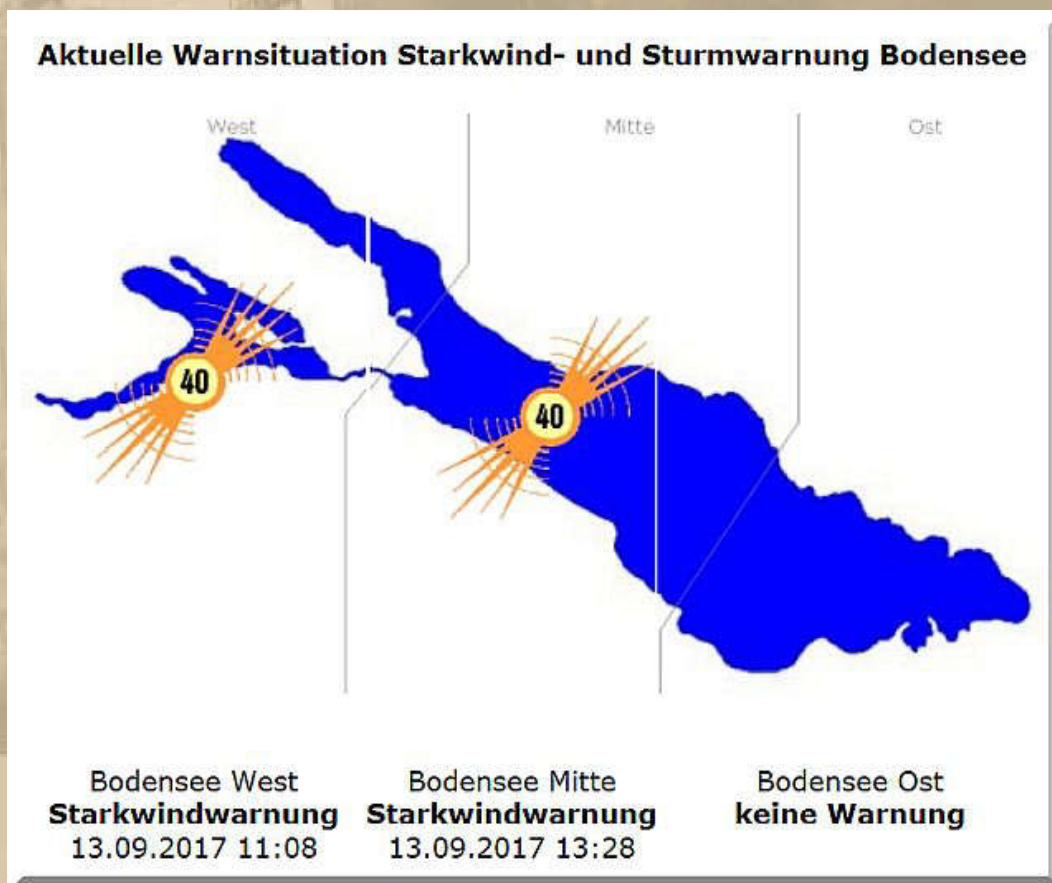 Aktuelle Warnsituation Starkwind- und Sturmwarnung Bodensee
West
Mitte
Ost
40
40
Bodensee West
Starkwindwarnung
13.09.2017 11:08
Bodensee Mitte
Starkwindwarnung
13.09.2017 13:28
Bodensee Ost
keine Warnung